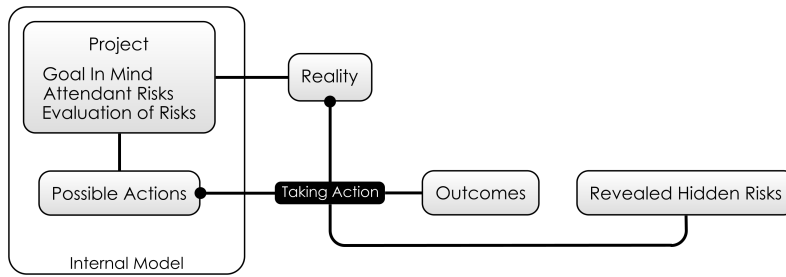 Project
Goal In Mind
Attendant Risks
Evaluation of Risks
Reality
Possible Actions
Taking Action
Outcomes
Revealed Hidden Risks
Internal Model